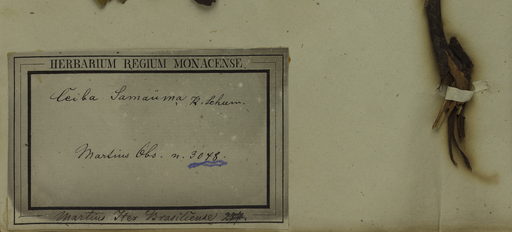 HERBARIUM REGIUM MONACENSE.
Ceiba Samaüma K. Schum.
Martius Obs. n. 3078.
Martius Iter Brasiliense